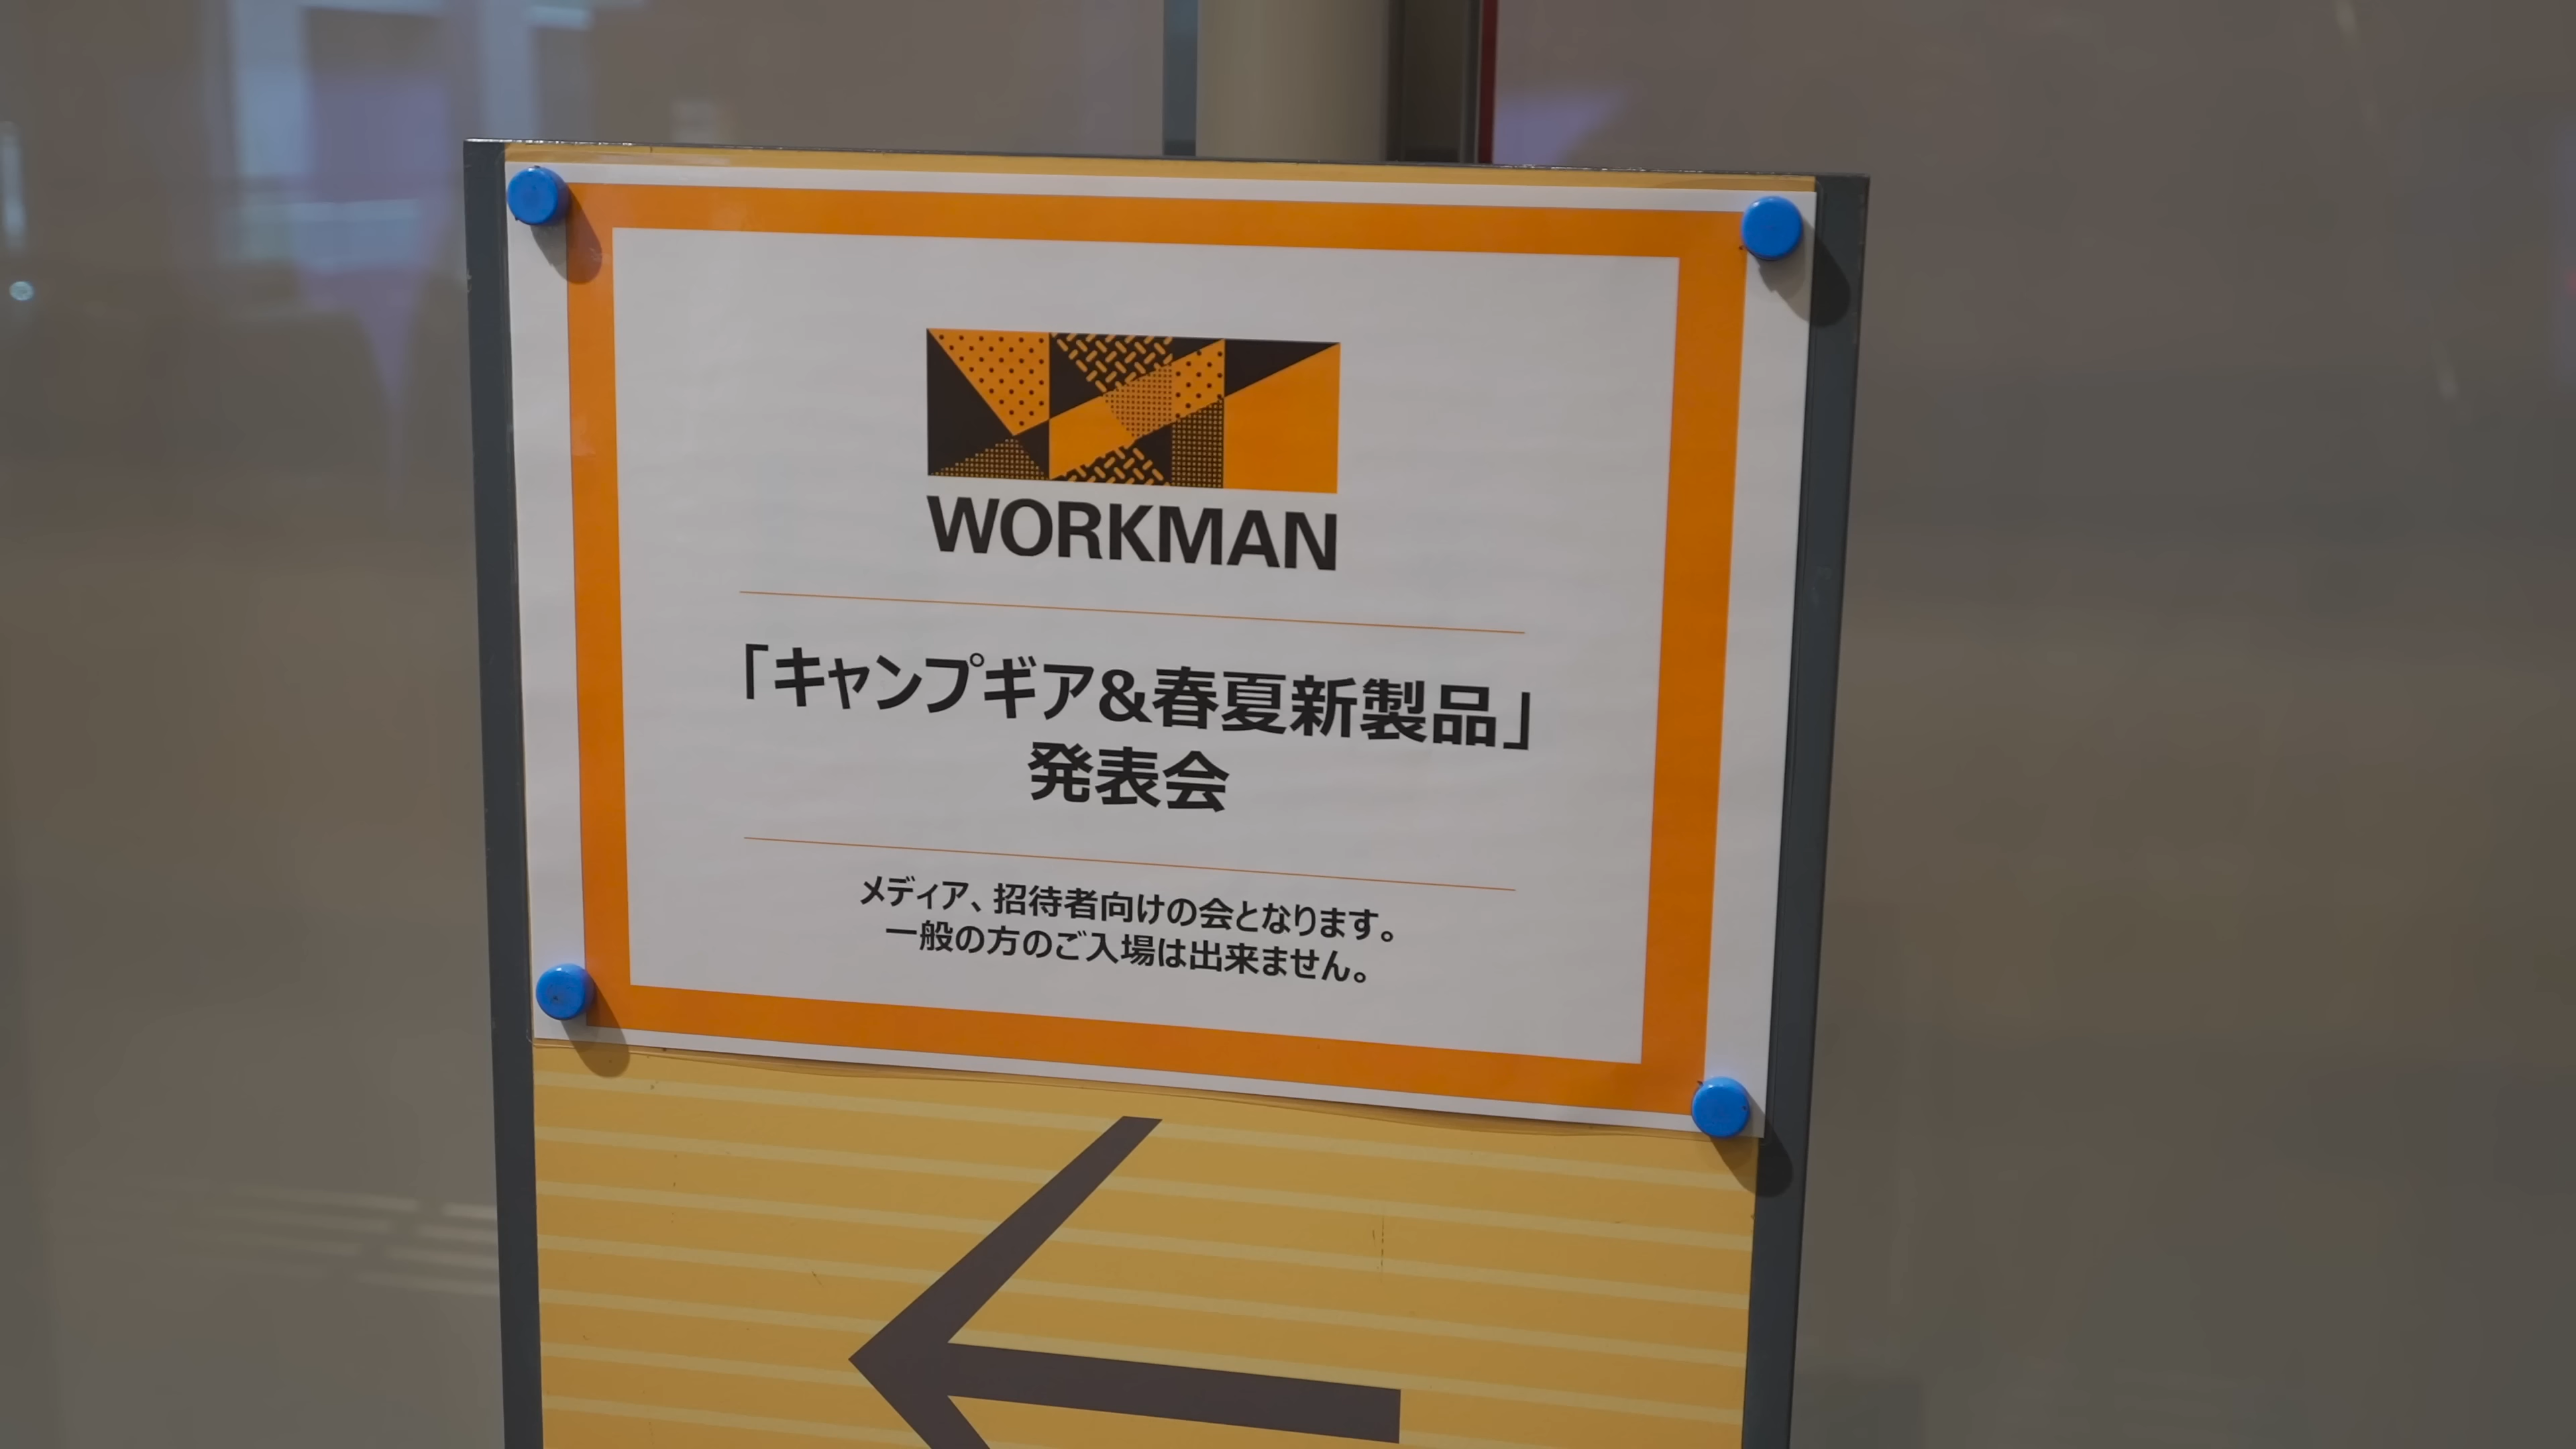 WORKMAN
「キャンプギア&春夏新製品」
発表会
メディア、招待者向けの会となります。
一般の方のご入場は出来ません。